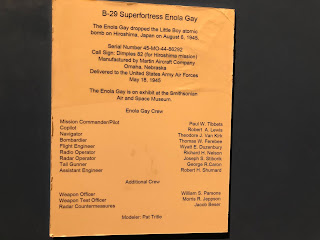 B-29 Superfortress Enola Gay
The Enola Gay dropped the Little Boy atomic
bomb on Hiroshima, Japan on August 6, 1945.
Serial Number 45-MO-44-86292
Call Sign: Dimples 82 (for Hiroshima mission)
Manufactured by Martin Aircraft Company
Omaha, Nebraska
Delivered to the United States Army Air Forces
May 18, 1945
The Enola Gay is on exhibit at the Smithsonian
Air and Space Museum.
Enola Gay Crew
Mission Commander/Pilot Paul W. Tibbets
Copilot Robert A. Lewis
Navigator Theodore J. Van Kirk
Bombardier Thomas W. Ferebee
Flight Engineer Wyatt E. Duzenbury
Radio Operator Richard H. Nelson
Radar Operator Joseph S. Stiborik
Tail Gunner George R. Caron
Assistant Engineer Robert H. Shumard
Additional Crew
Weapon Officer William S. Parsons
Weapon Test Officer Morris R. Jeppson
Radar Countermeasures Jacob Beser
Modeler: Pat Tritle